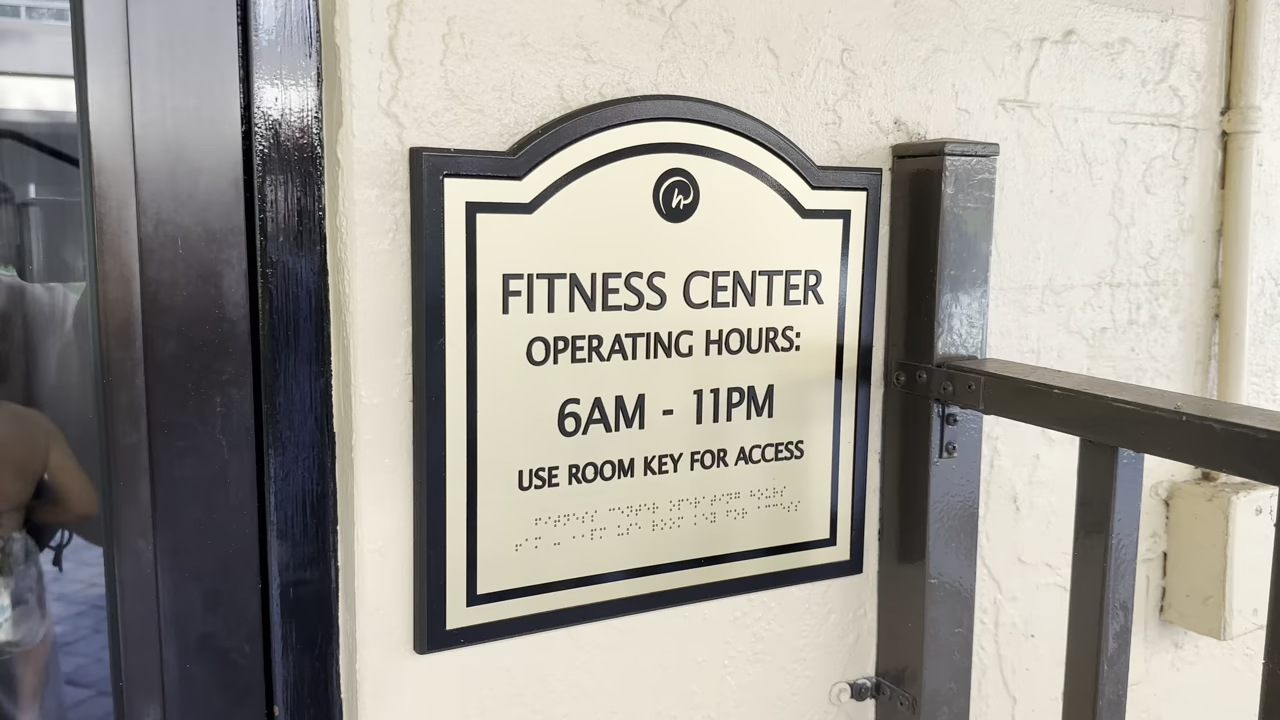 h
FITNESS CENTER
OPERATING HOURS:
6AM - 11PM
USE ROOM KEY FOR ACCESS